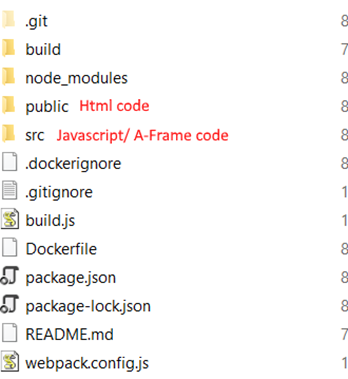 .git 8
build 7
node_modules 8
public Html code 8
src Javascript/ A-Frame code 8
.dockerignore 8
.gitignore 1
build.js 1
Dockerfile 8
package.json 8
package-lock.json 8
README.md 7
webpack.config.js 1